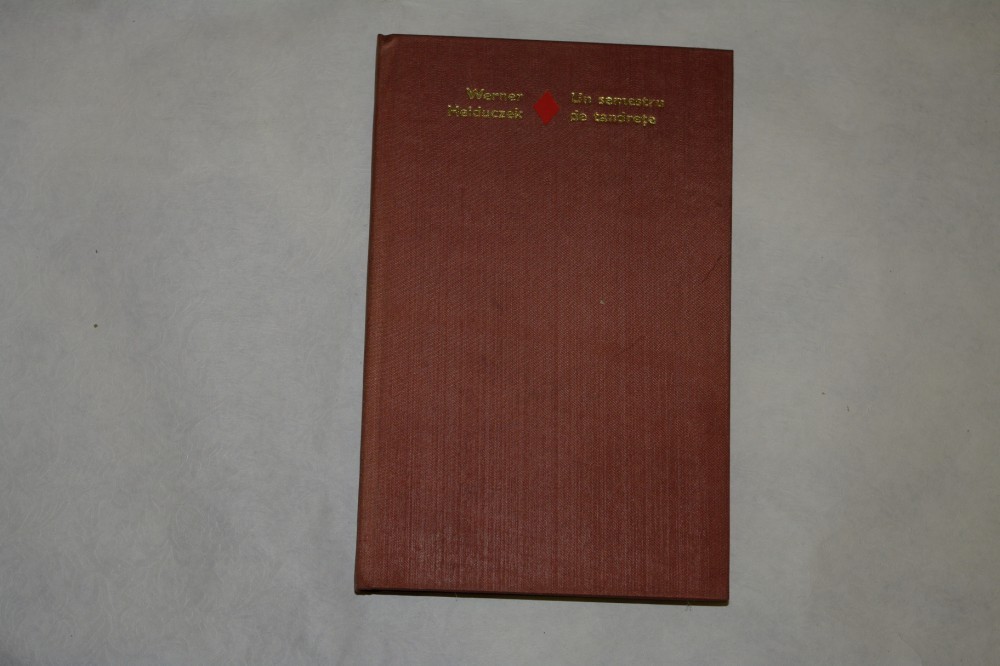 Werner
Heiduczek
Un semestru
de tandrețe